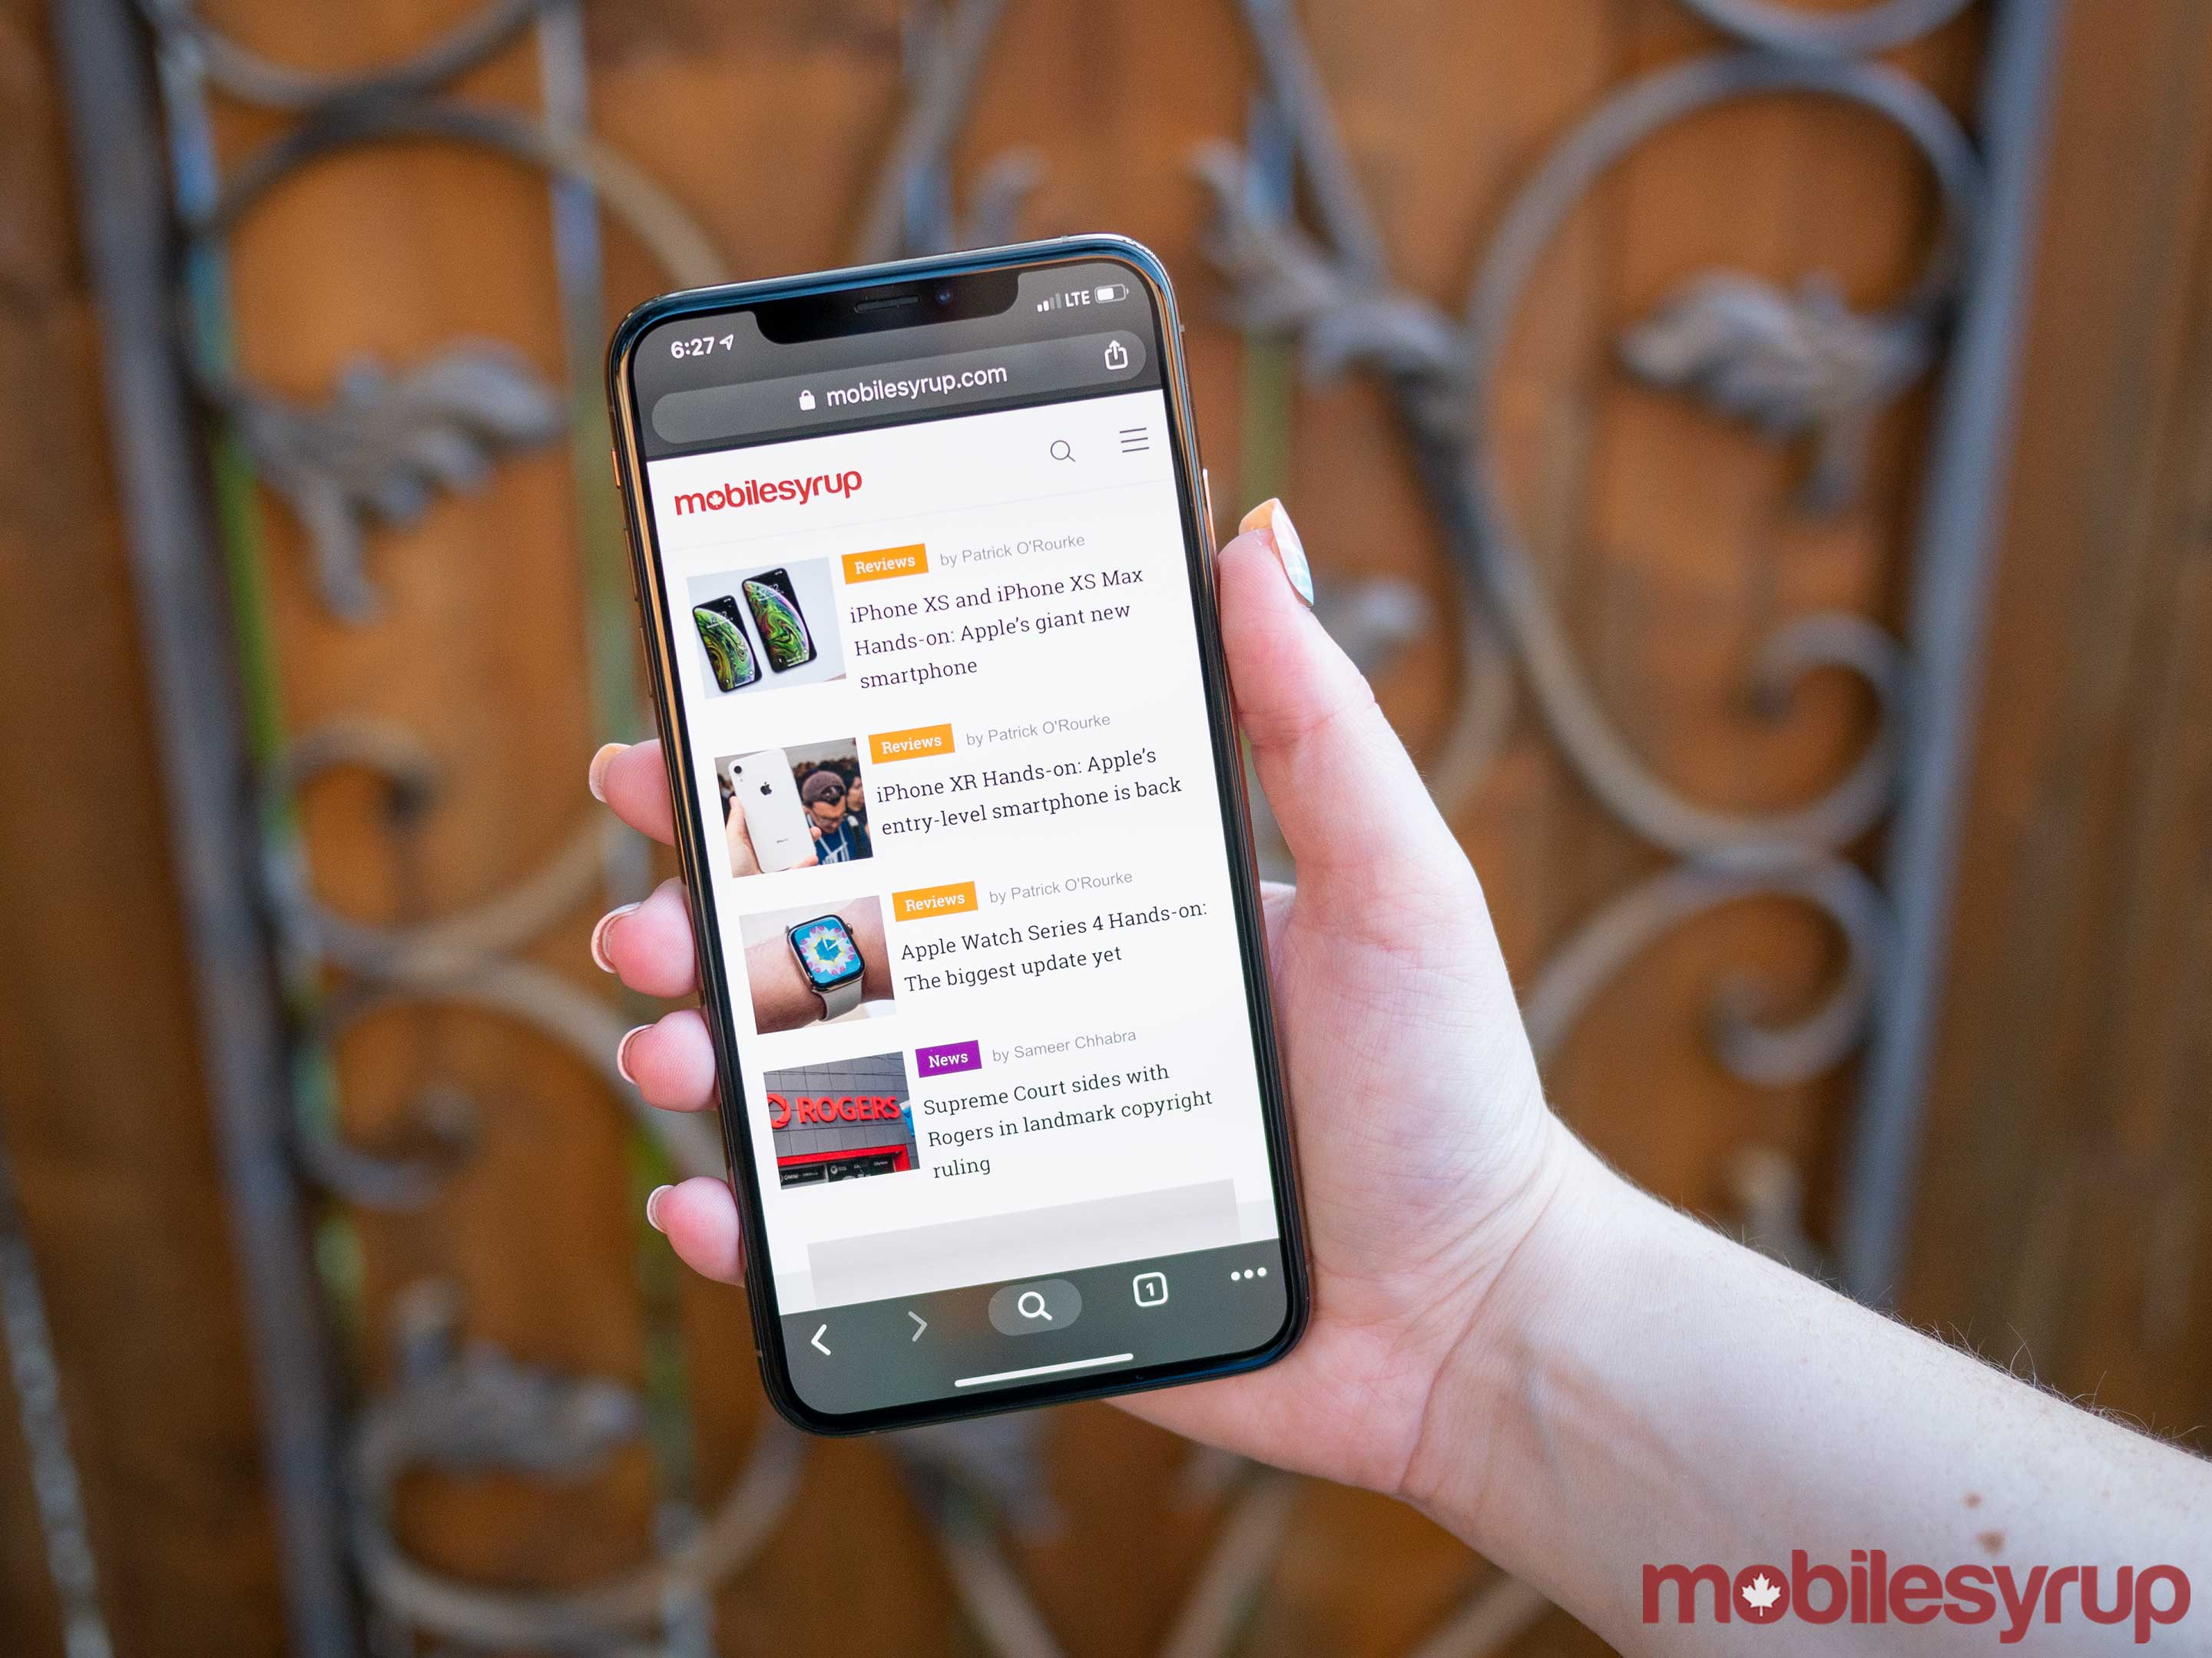 6:27
LTE
mobilesyrup.com
mobilesyrup
Reviews by Patrick O'Rourke
iPhone XS and iPhone XS Max
Hands-on: Apple's giant new
smartphone
Reviews by Patrick O'Rourke
iPhone XR Hands-on: Apple's
entry-level smartphone is back
Reviews by Patrick O'Rourke
Apple Watch Series 4 Hands-on:
The biggest update yet
News by Sameer Chhabra
ROGERS
Supreme Court sides with
Rogers in landmark copyright
ruling
1
mobilesyrup